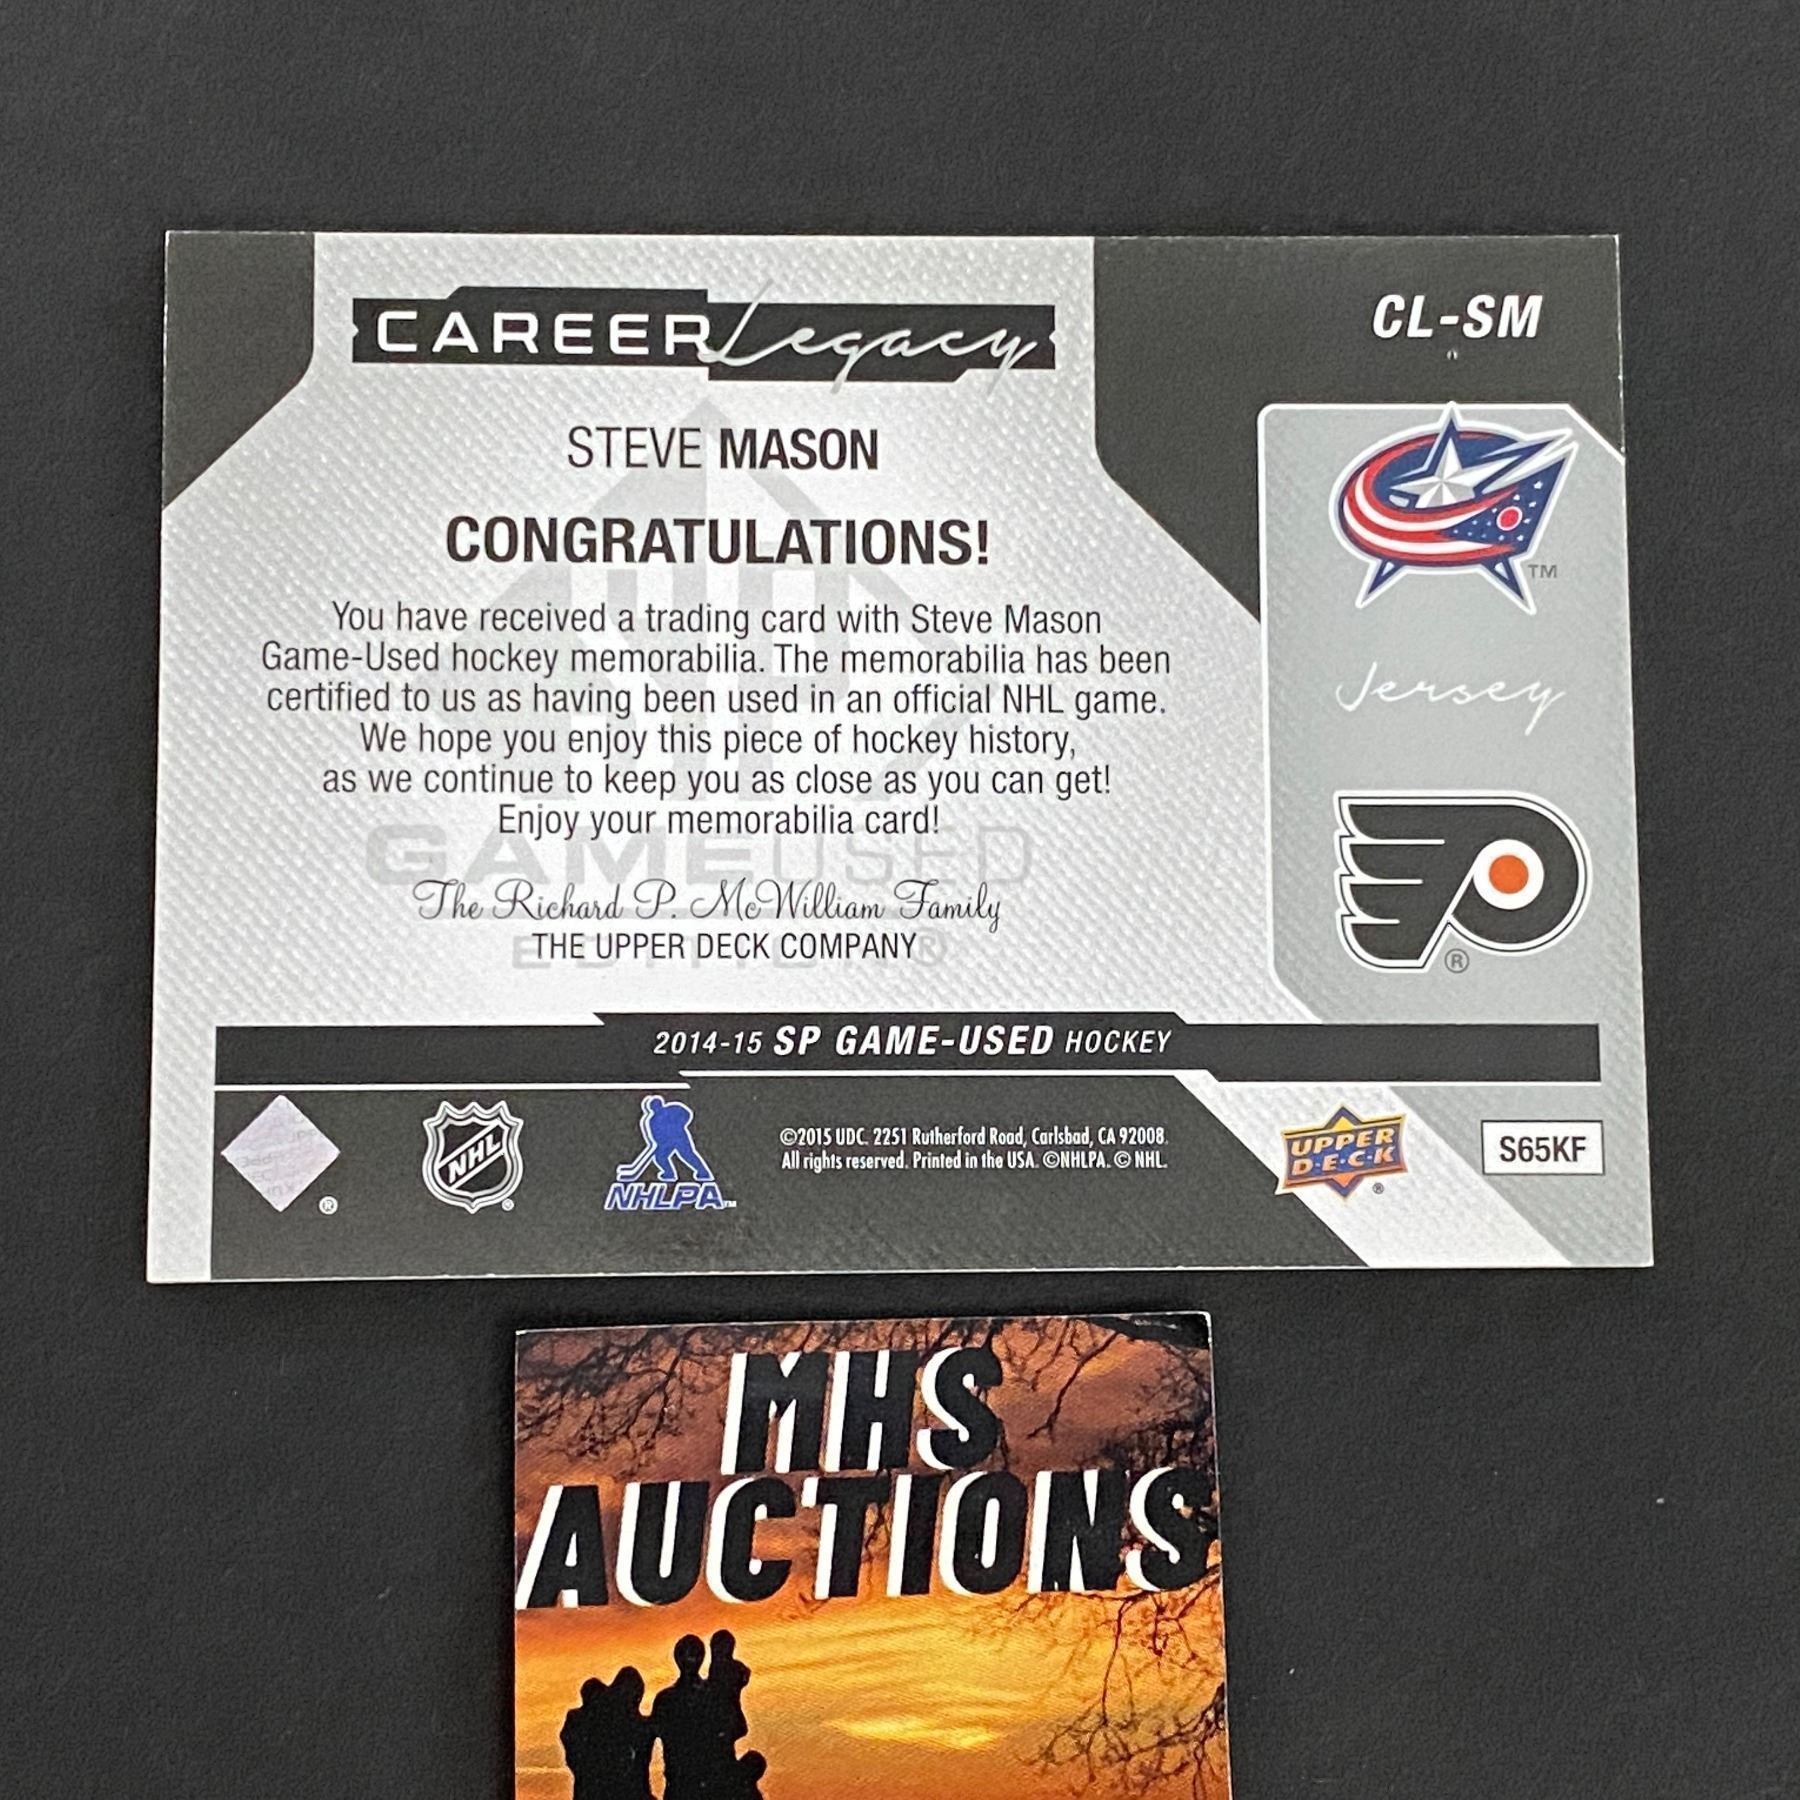 CAREER Legacy
CL-SM
STEVE MASON
CONGRATULATIONS!
You have received a trading card with Steve Mason
Game-Used hockey memorabilia. The memorabilia has been
certified to us as having been used in an official NHL game.
We hope you enjoy this piece of hockey history,
as we continue to keep you as close as you can get!
Enjoy your memorabilia card!
GAME USED
EDITION®
The Richard P. McWilliam Family
THE UPPER DECK COMPANY
TM
Jersey
®
2014-15 SP GAME-USED HOCKEY
®
NHL
®
NHLPA™
©2015 UDC. 2251 Rutherford Road, Carlsbad, CA 92008.
All rights reserved. Printed in the USA. ©NHLPA. © NHL.
UPPER
D·E·C·K
®
S65KF
MHS
AUCTIONS